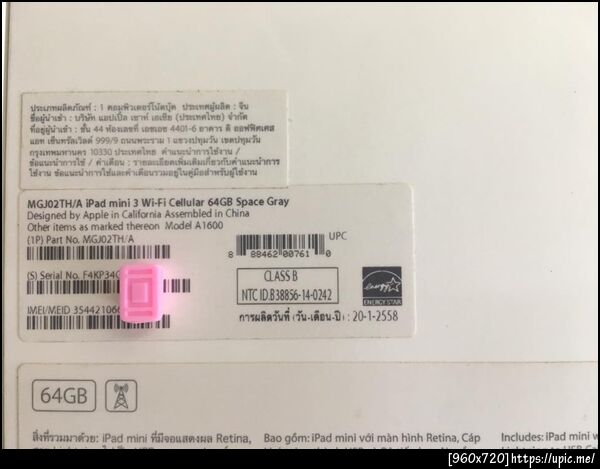 ประเภทผลิตภัณฑ์ : 1 คอมพิวเตอร์โน้ตบุ๊ค ประเทศผู้ผลิต : จีน
ชื่อผู้นำเข้า : บริษัท แอปเปิ้ล เซาท์ เอเชีย (ประเทศไทย) จำกัด
ที่อยู่ผู้นำเข้า : ชั้น 44 ห้องเลขที่ เอชเอช 4401-6 อาคาร ดิ ออฟฟิศเศส
แอท เซ็นทรัลเวิลด์ 999/9 ถนนพระราม 1 แขวงปทุมวัน เขตปทุมวัน
กรุงเทพมหานคร 10330 ประเทศไทย คำแนะนำการใช้งาน /
ข้อแนะนำการใช้ / คำเตือน : รายละเอียดเพิ่มเติมเกี่ยวกับคำแนะนำการ
ใช้งาน ข้อแนะนำการใช้และคำเตือนรวมอยู่ในคู่มือสำหรับผู้ใช้งาน
MGJ02TH/A iPad mini 3 Wi-Fi Cellular 64GB Space Gray
Designed by Apple in California Assembled in China
Other items as marked thereon Model A1600
(1P) Part No. MGJ02TH/A
UPC
8 88462 00761 0
(S) Serial No. F4KP34
CLASS B
NTC ID.B38856-14-0242
energy
ENERGY STAR
IMEI/MEID 35442106
การผลิตวันที่ (วัน-เดือน-ปี) : 20-1-2558
64GB
สิ่งที่รวมมาด้วย: iPad mini ที่มีจอแสดงผล Retina,
Bao gồm: iPad mini với màn hình Retina, Cáp
Includes: iPad mini w
[960x720]https://upic.me/